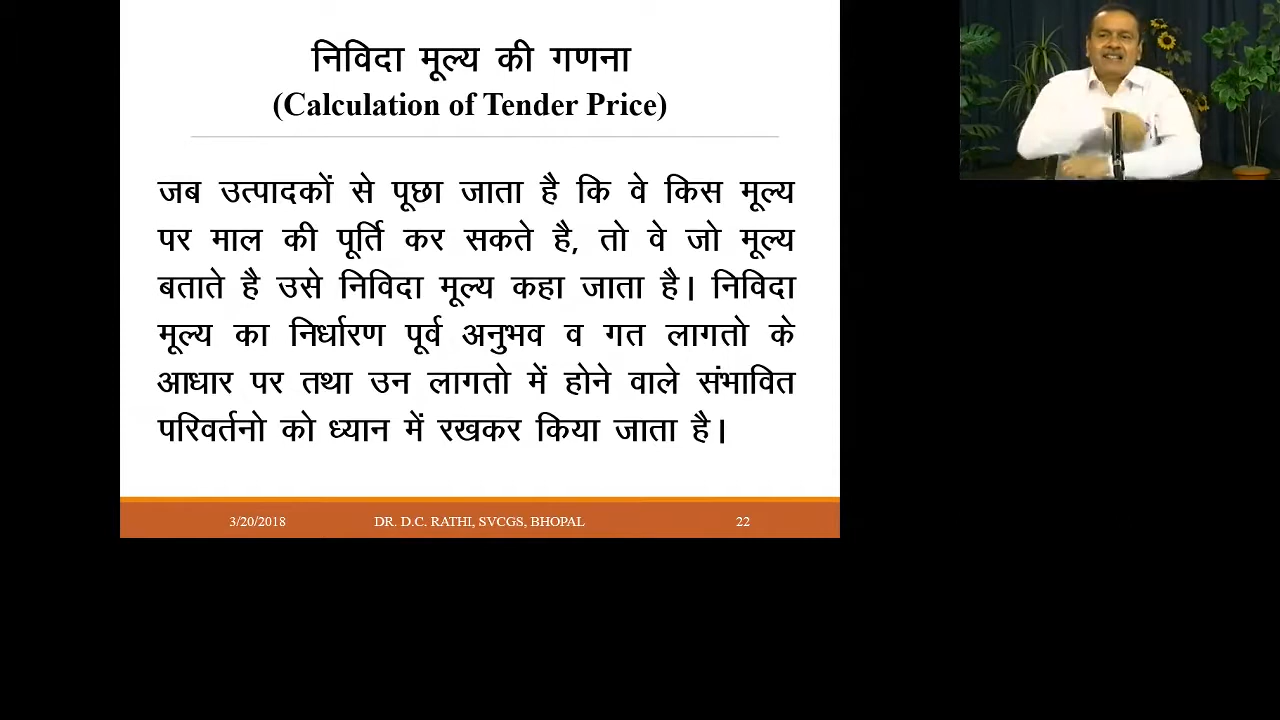 निविदा मूल्य की गणना
(Calculation of Tender Price)
जब उत्पादकों से पूछा जाता है कि वे किस मूल्य
पर माल की पूर्ति कर सकते है, तो वे जो मूल्य
बताते है उसे निविदा मूल्य कहा जाता है। निविदा
मूल्य का निर्धारण पूर्व अनुभव व गत लागतो के
आधार पर तथा उन लागतो में होने वाले संभावित
परिवर्तनो को ध्यान में रखकर किया जाता है।
3/20/2018 DR. D.C. RATHI, SVCGS, BHOPAL 22